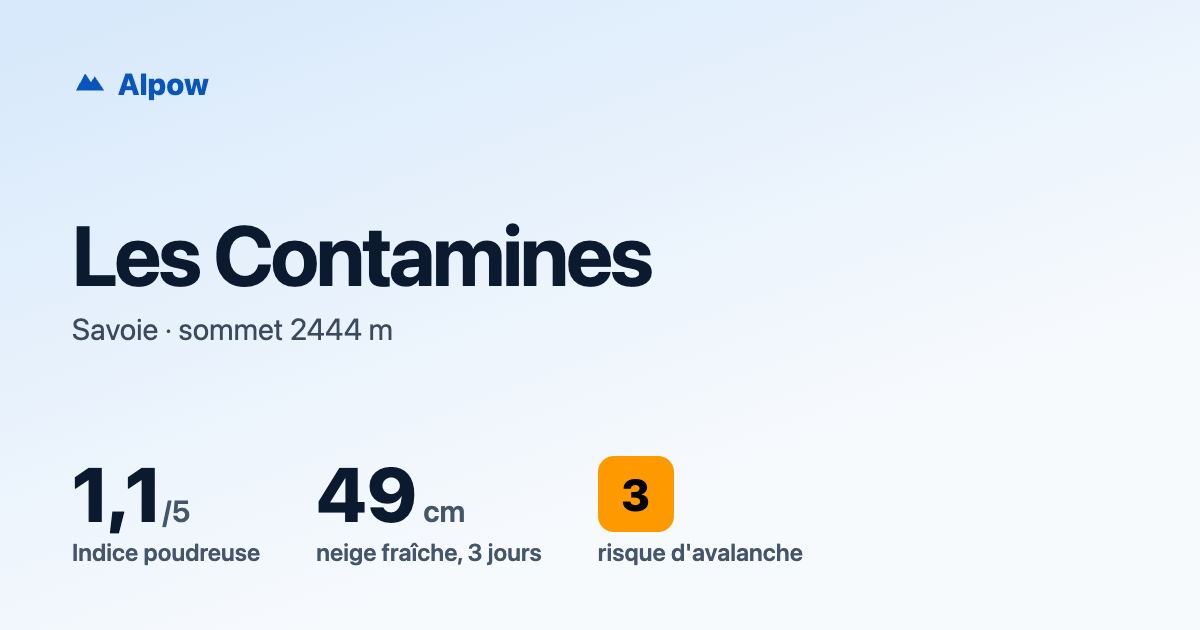 Alpow
Les Contamines
Savoie · sommet 2444 m
1,1/5
Indice poudreuse
49 cm
neige fraîche, 3 jours
3
risque d'avalanche